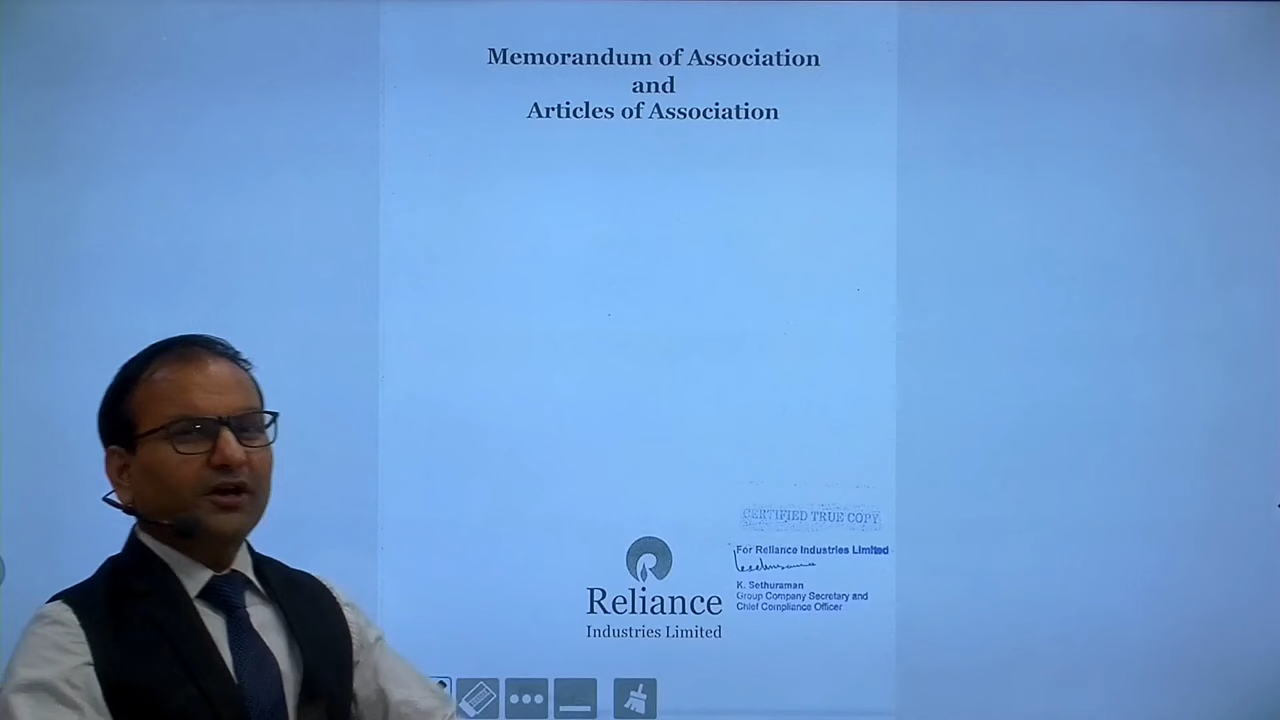 Memorandum of Association
and
Articles of Association
CERTIFIED TRUE COPY
For Reliance Industries Limited
K. Sethuraman
Group Company Secretary and
Chief Compliance Officer
Reliance
Industries Limited